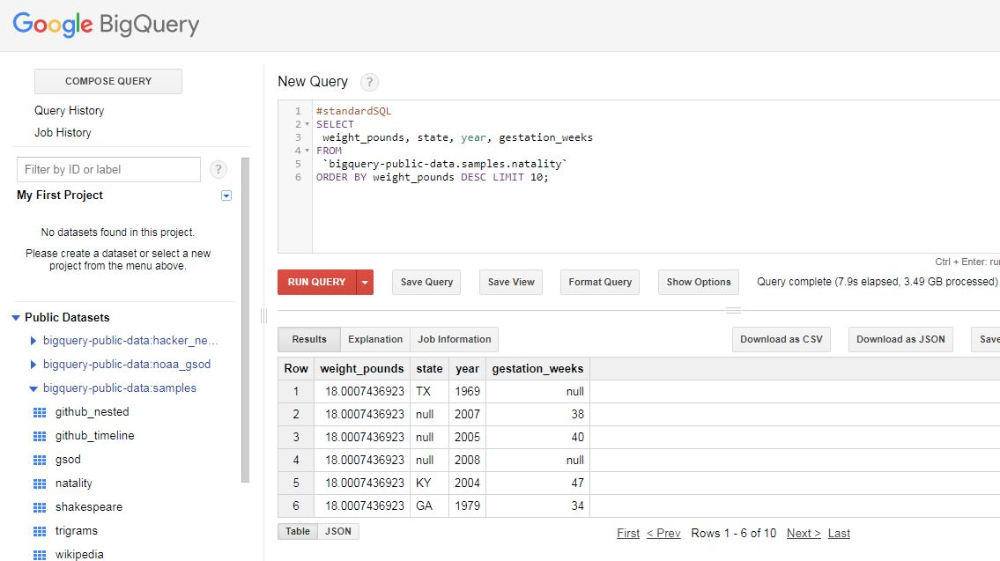 Google BigQuery
COMPOSE QUERY
Query History
Job History
Filter by ID or label
?
My First Project
No datasets found in this project.
Please create a dataset or select a new
project from the menu above.
Public Datasets
bigquery-public-data:hacker_ne...
bigquery-public-data:noaa_gsod
bigquery-public-data:samples
github_nested
github_timeline
gsod
natality
shakespeare
trigrams
wikipedia
New Query ?
1 #standardSQL
2 SELECT
3 weight_pounds, state, year, gestation_weeks
4 FROM
5 `bigquery-public-data.samples.natality`
6 ORDER BY weight_pounds DESC LIMIT 10;
Ctrl + Enter: ru
RUN QUERY Save Query Save View Format Query Show Options Query complete (7.9s elapsed, 3.49 GB processed)
Results Explanation Job Information Download as CSV Download as JSON Save
Row weight_pounds state year gestation_weeks
1 18.0007436923 TX 1969 null
2 18.0007436923 null 2007 38
3 18.0007436923 null 2005 40
4 18.0007436923 null 2008 null
5 18.0007436923 KY 2004 47
6 18.0007436923 GA 1979 34
Table JSON First < Prev Rows 1 - 6 of 10 Next > Last